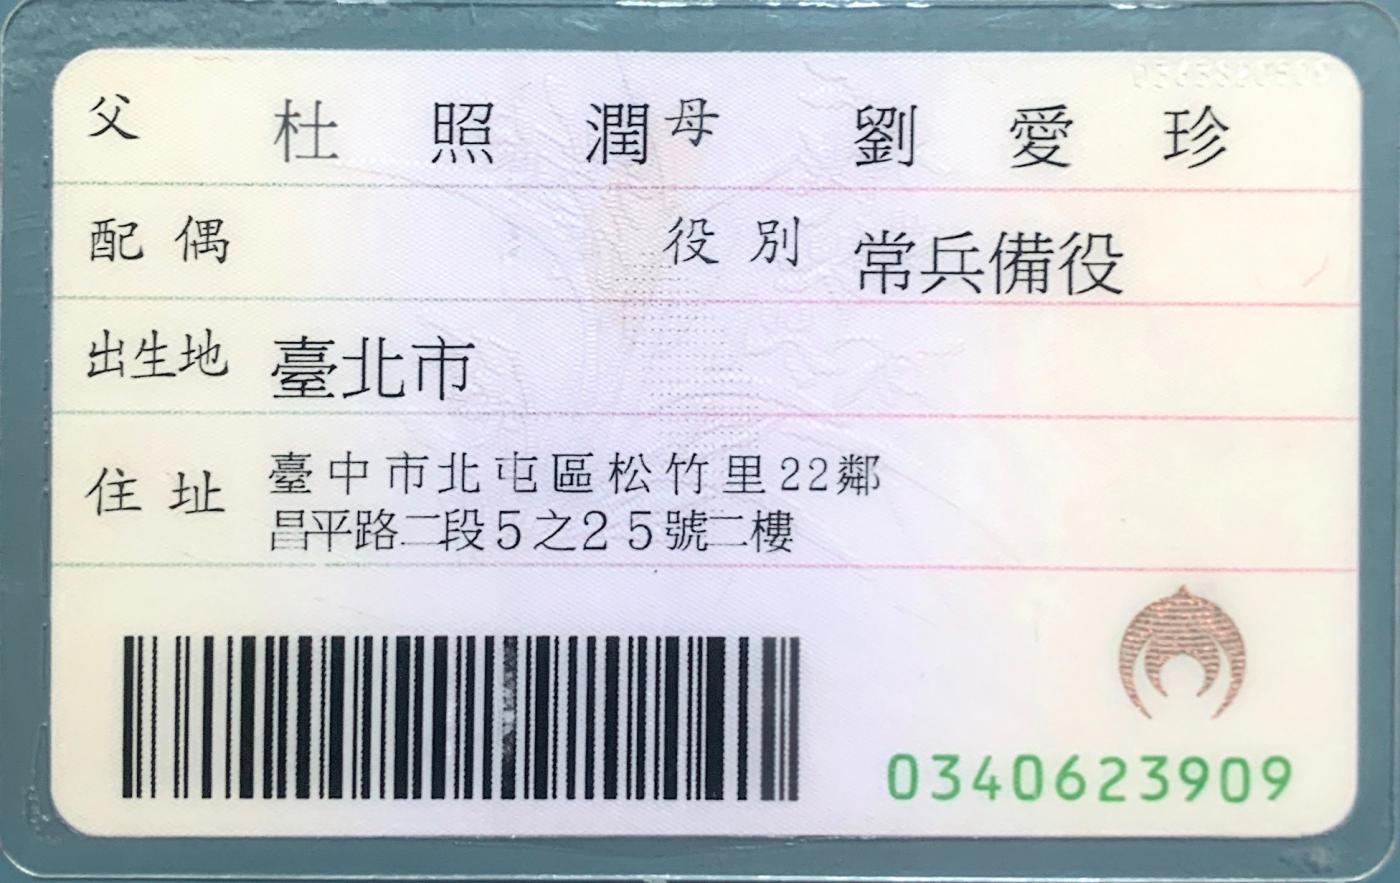 父 杜照潤 母 劉愛珍
配偶 役別 常兵備役
出生地 臺北市
住址 臺中市北屯區松竹里22鄰
昌平路二段5之25號二樓
0340623909